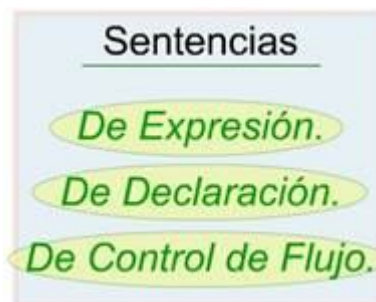 Sentencias
De Expresión.
De Declaración.
De Control de Flujo.